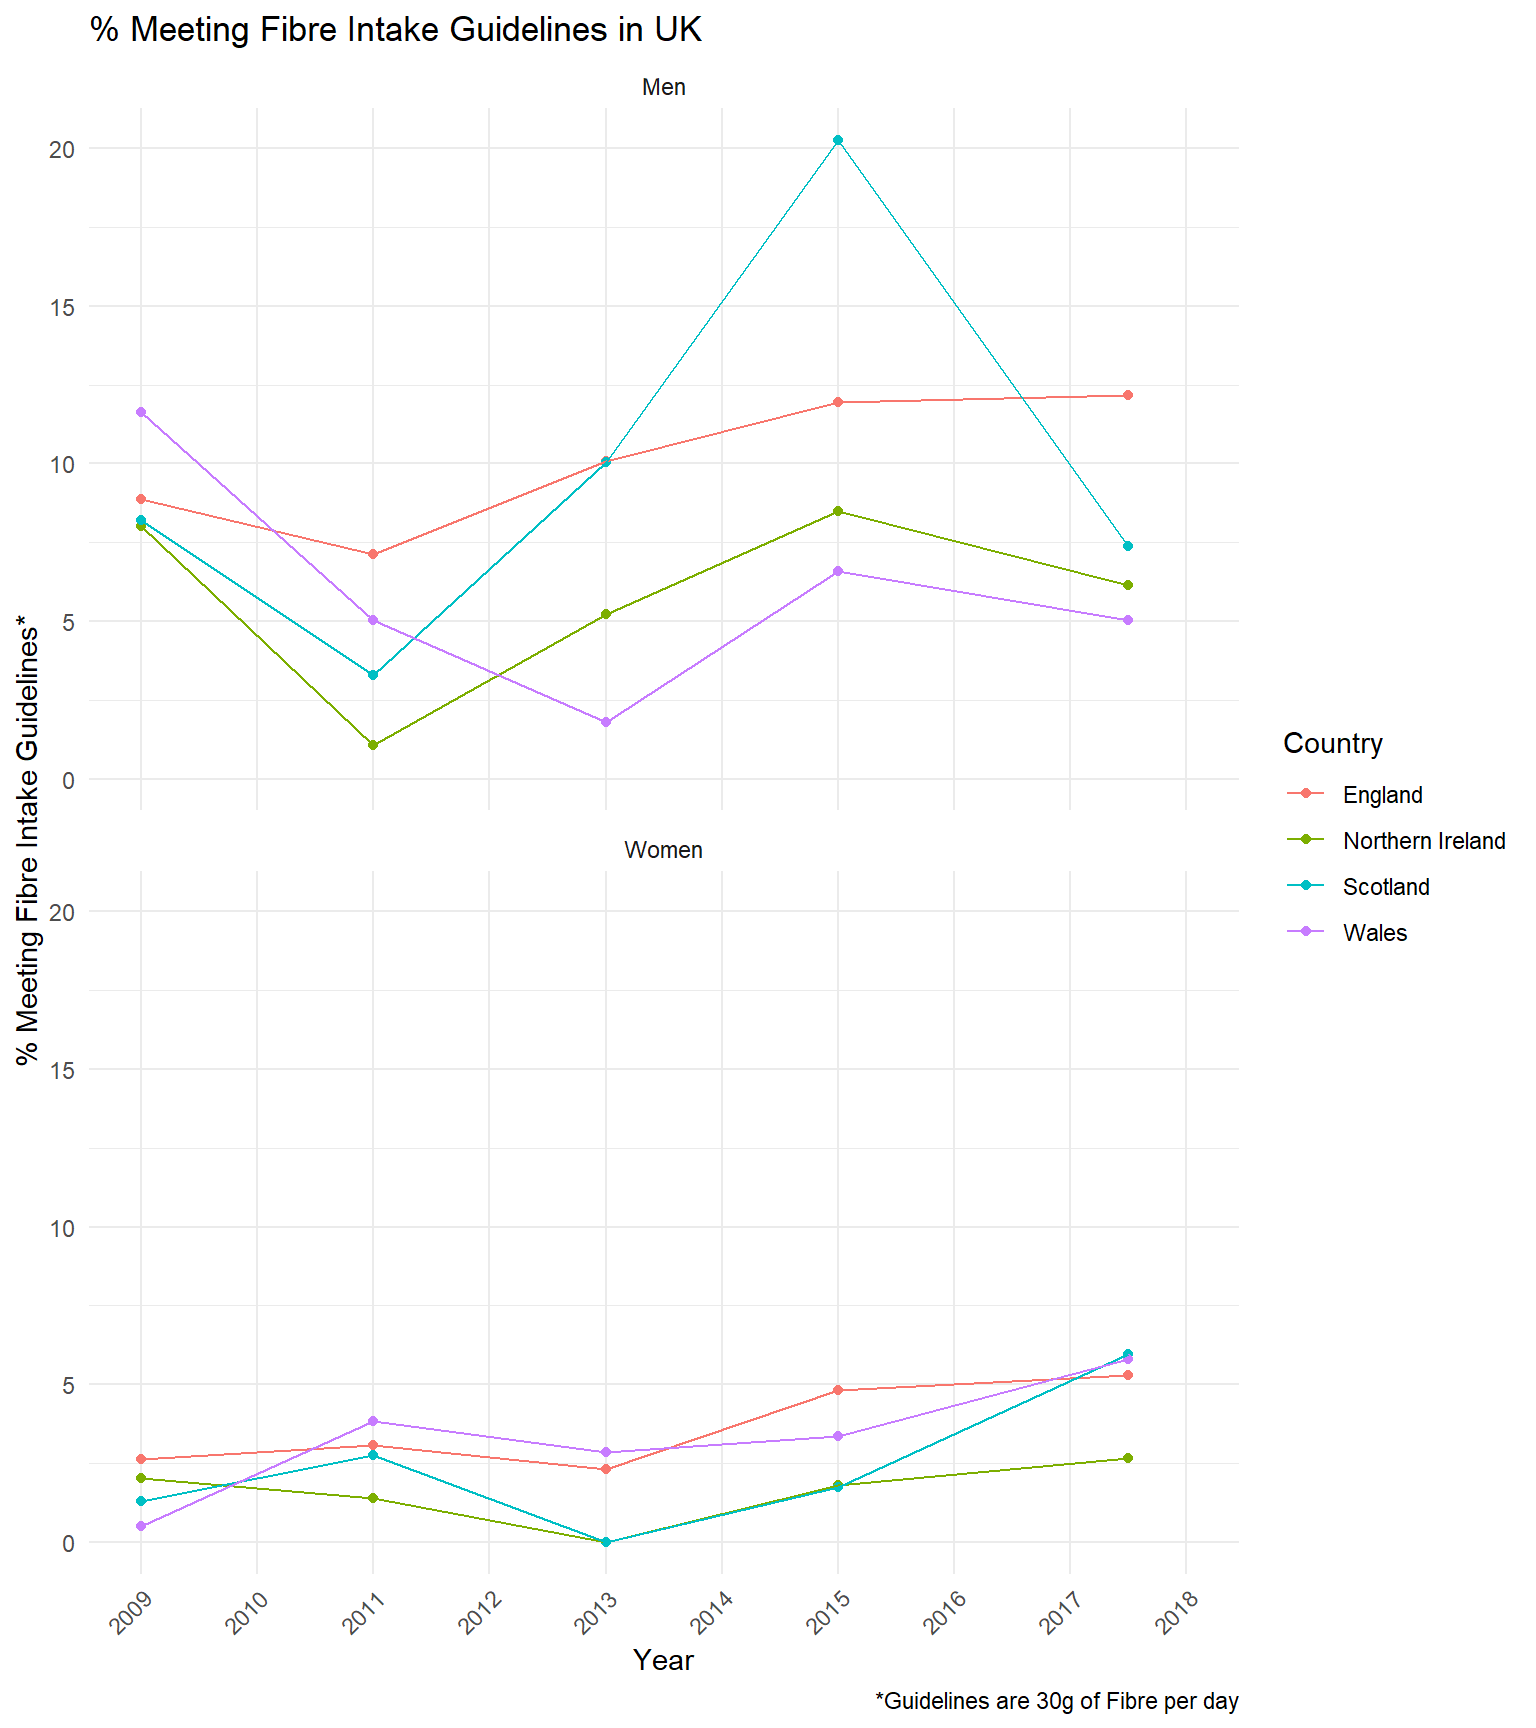 % Meeting Fibre Intake Guidelines in UK
Men
20
15
10
5
0
% Meeting Fibre Intake Guidelines*
Women
20
15
10
5
0
2009
2010
2011
2012
2013
2014
2015
2016
2017
2018
Year
Country
England
Northern Ireland
Scotland
Wales
*Guidelines are 30g of Fibre per day